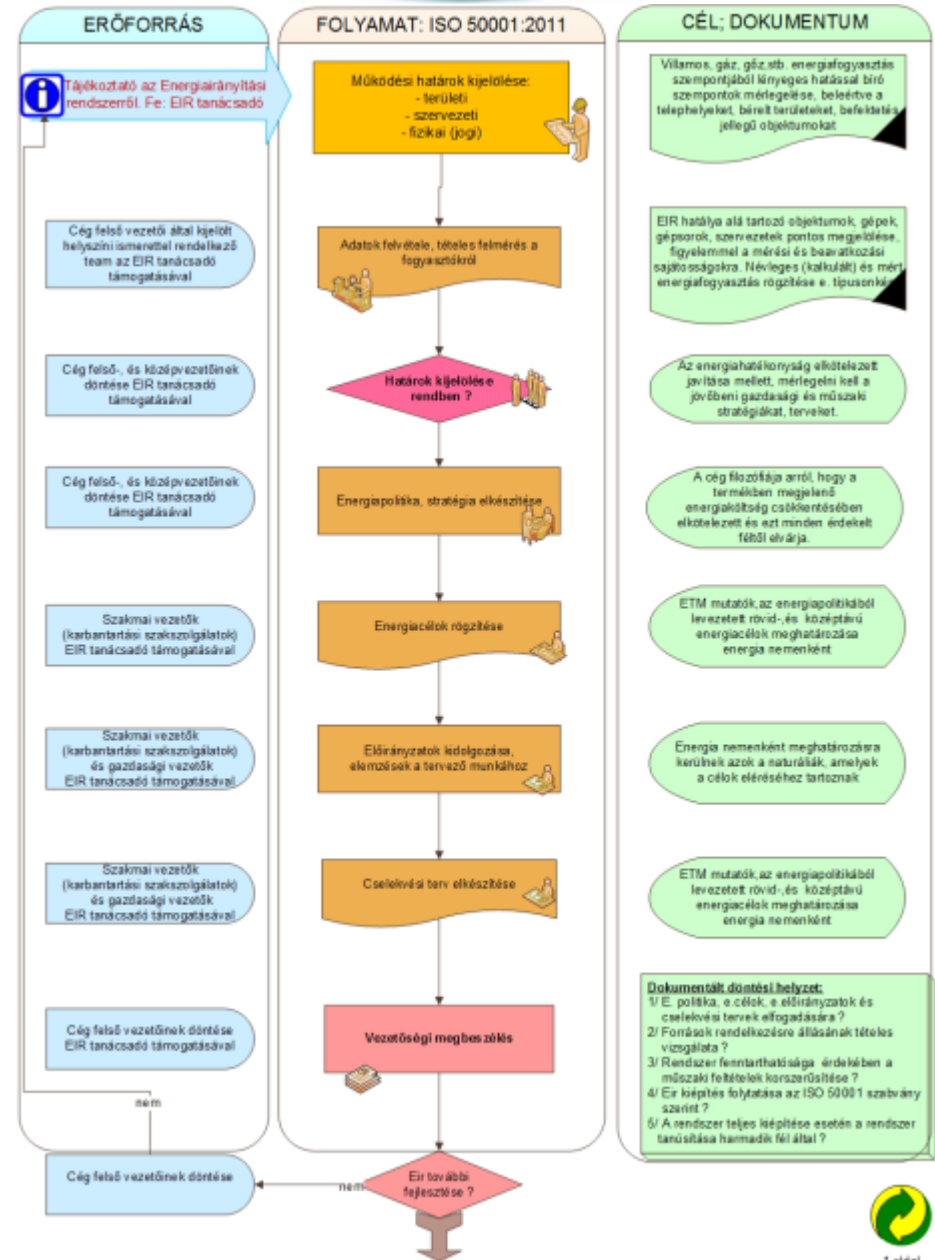 ERŐFORRÁS
FOLYAMAT: ISO 50001:2011
CÉL; DOKUMENTUM
Tájékoztató az Energiairányítási
rendszerről. Fe: EIR tanácsadó
Működési határok kijelölése:
- területi
- szervezeti
- fizikai (jogi)
Villamos, gáz, gőz,stb. energiafogyasztás
szempontjából lényeges hatással bíró
szempontok mérlegelése, beleértve a
telephelyeket, bérelt területeket, befektetés
jellegű objektumokat
Cég felső vezetői által kijelölt
helyszíni ismerettel rendelkező
team az EIR tanácsadó
támogatásával
Adatok felvétele, tételes felmérés a
fogyasztókról
EIR hatálya alá tartozó objektumok, gépek,
gépsorok, szervezetek pontos megjelölése,
figyelemmel a mérési és beavatkozási
sajátosságokra. Névleges (kalkulált) és mért
energiafogyasztás rögzítése e. típusonké
Cég felső-, és középvezetőinek
döntése EIR tanácsadó
támogatásával
Határok kijelölése
rendben ?
Az energiahatékonyság elkötelezett
javítása mellett, mérlegelni kell a
jövőbeni gazdasági és műszaki
stratégiákat, terveket.
Cég felső-, és középvezetőinek
döntése EIR tanácsadó
támogatásával
Energiapolitika, stratégia elkészítése
A cég filozófiája arról, hogy a
termékben megjelenő
energiaköltség csökkentésében
elkötelezett és ezt minden érdekelt
féltől elvárja.
Szakmai vezetők
(karbantartási szakszolgálatok)
EIR tanácsadó támogatásával
Energiacélok rögzítése
ETM mutatók,az energiapolitikából
levezetett rövid-,és középtávú
energiacélok meghatározása
energia nemenként
Szakmai vezetők
(karbantartási szakszolgálatok)
és gazdasági vezetők
EIR tanácsadó támogatásával
Előirányzatok kidolgozása,
elemzések a tervező munkához
Energia nemenként meghatározásra
kerülnek azok a naturáliák, amelyek
a célok eléréséhez tartoznak
Szakmai vezetők
(karbantartási szakszolgálatok)
és gazdasági vezetők
EIR tanácsadó támogatásával
Cselekvési terv elkészítése
ETM mutatók,az energiapolitikából
levezetett rövid-,és középtávú
energiacélok meghatározása
energia nemenként
Cég felső vezetőinek döntése
EIR tanácsadó támogatásával
Vezetőségi megbeszélés
Dokumentált döntési helyzet:
1/ E. politika, e.célok, e.előirányzatok és
cselekvési tervek elfogadására ?
2/ Források rendelkezésre állásának tételes
vizsgálata ?
3/ Rendszer fenntarthatósága érdekében a
műszaki feltételek korszerűsítése ?
4/ Eir kiépítés folytatása az ISO 50001 szabvány
szerint ?
5/ A rendszer teljes kiépítése esetén a rendszer
tanúsítása harmadik fél által ?
nem
Cég felső vezetőinek döntése
nem
Eir további
fejlesztése ?